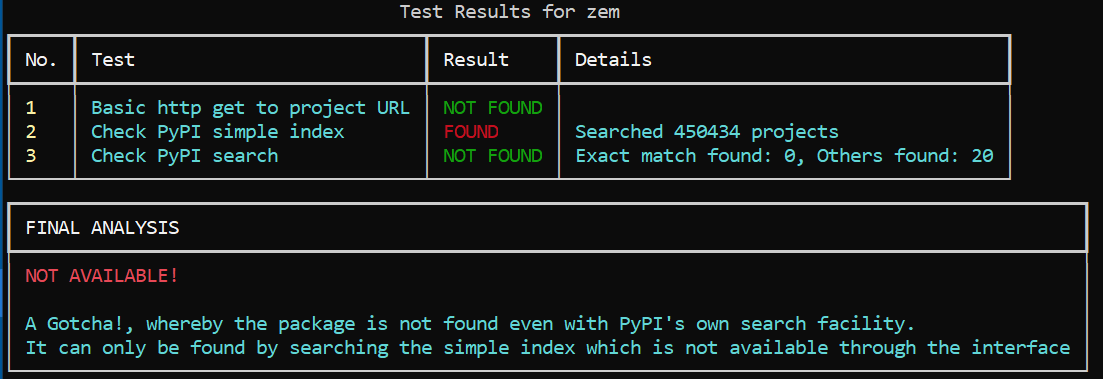 Test Results for zem
No. Test Result Details
1 Basic http get to project URL NOT FOUND
2 Check PyPI simple index FOUND Searched 450434 projects
3 Check PyPI search NOT FOUND Exact match found: 0, Others found: 20
FINAL ANALYSIS
NOT AVAILABLE!
A Gotcha!, whereby the package is not found even with PyPI's own search facility.
It can only be found by searching the simple index which is not available through the interface